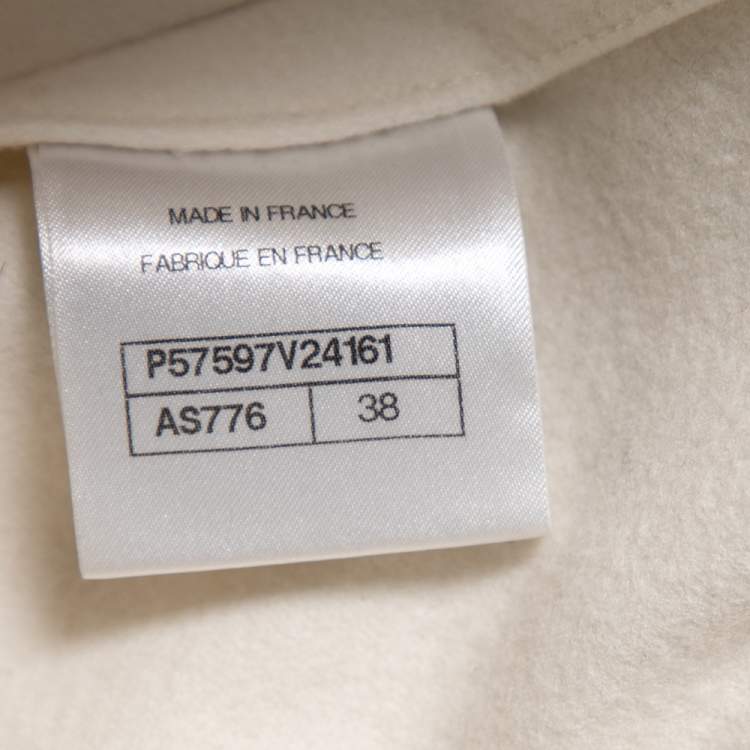 MADE IN FRANCE
FABRIQUE EN FRANCE
P57597V24161
AS776 38